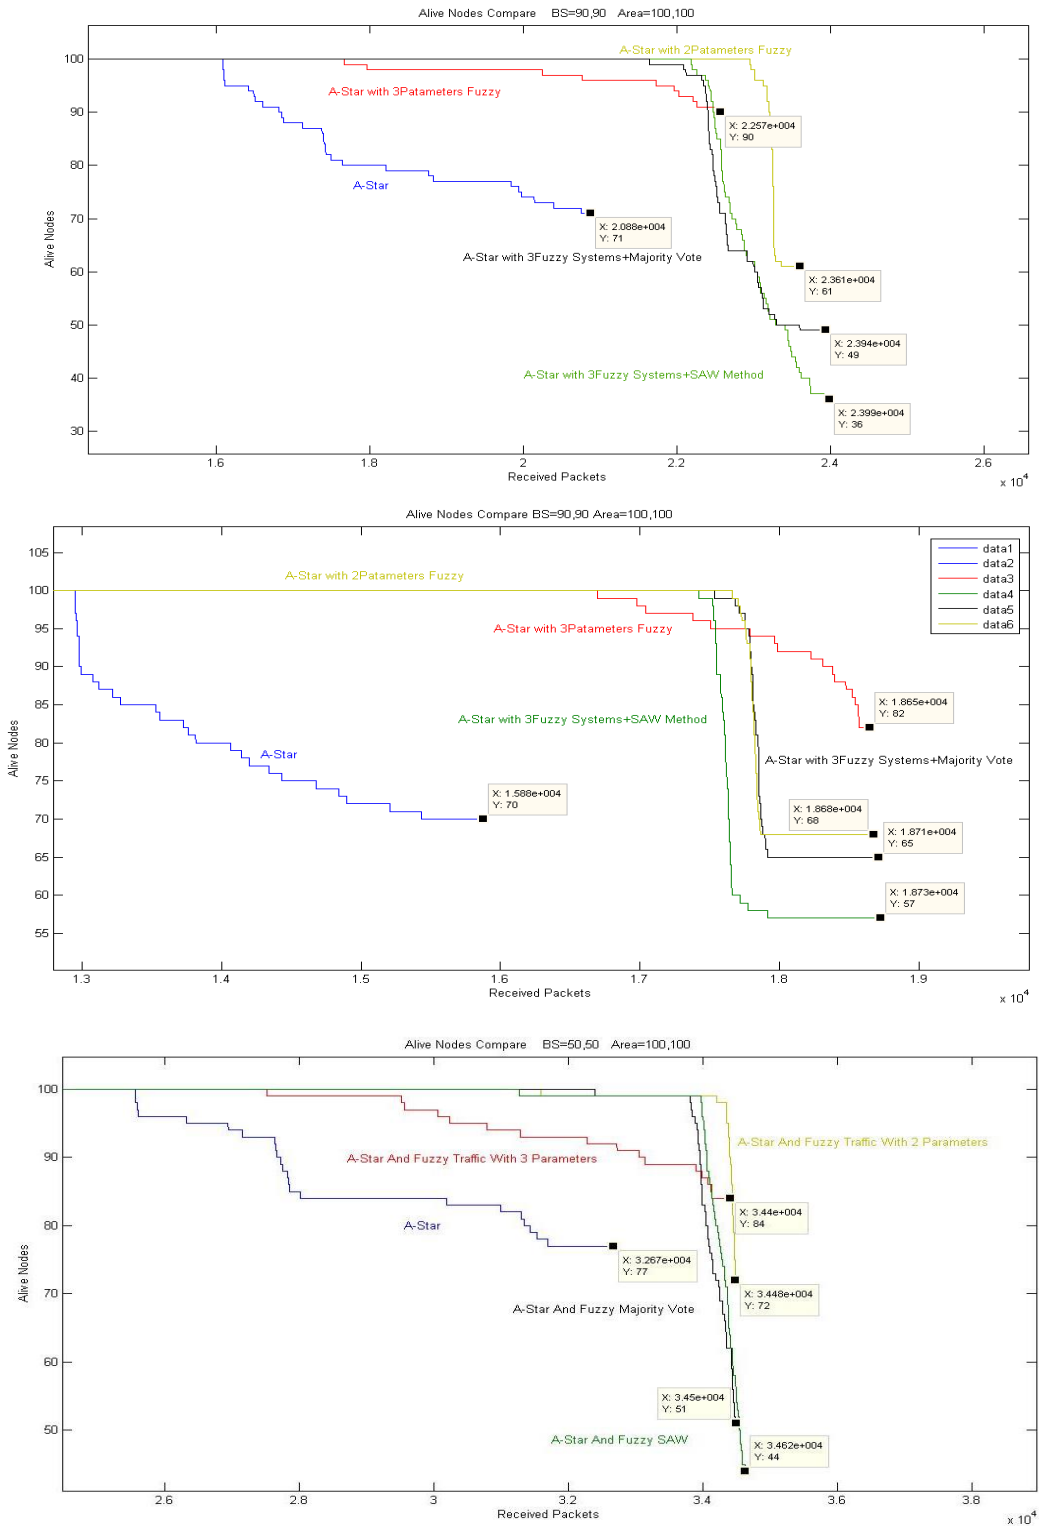 Alive Nodes Compare BS=90,90 Area=100,100
A-Star with 2Patameters Fuzzy
A-Star with 3Patameters Fuzzy
A-Star
A-Star with 3Fuzzy Systems+Majority Vote
A-Star with 3Fuzzy Systems+SAW Method
X: 2.257e+004
Y: 90
X: 2.088e+004
Y: 71
X: 2.361e+004
Y: 61
X: 2.394e+004
Y: 49
X: 2.399e+004
Y: 36
Alive Nodes
100
90
80
70
60
50
40
30
1.6
1.8
2
2.2
2.4
2.6
x 10^4
Received Packets
Alive Nodes Compare BS=90,90 Area=100,100
data1
data2
data3
data4
data5
data6
A-Star with 2Patameters Fuzzy
A-Star with 3Patameters Fuzzy
A-Star with 3Fuzzy Systems+SAW Method
A-Star
A-Star with 3Fuzzy Systems+Majority Vote
X: 1.865e+004
Y: 82
X: 1.588e+004
Y: 70
X: 1.868e+004
Y: 68
X: 1.871e+004
Y: 65
X: 1.873e+004
Y: 57
Alive Nodes
105
100
95
90
85
80
75
70
65
60
55
1.3
1.4
1.5
1.6
1.7
1.8
1.9
x 10^4
Received Packets
Alive Nodes Compare BS=50,50 Area=100,100
A-Star And Fuzzy Traffic With 2 Parameters
A-Star And Fuzzy Traffic With 3 Parameters
A-Star
A-Star And Fuzzy Majority Vote
A-Star And Fuzzy SAW
X: 3.44e+004
Y: 84
X: 3.267e+004
Y: 77
X: 3.448e+004
Y: 72
X: 3.45e+004
Y: 51
X: 3.462e+004
Y: 44
Alive Nodes
100
90
80
70
60
50
2.6
2.8
3
3.2
3.4
3.6
3.8
x 10^4
Received Packets